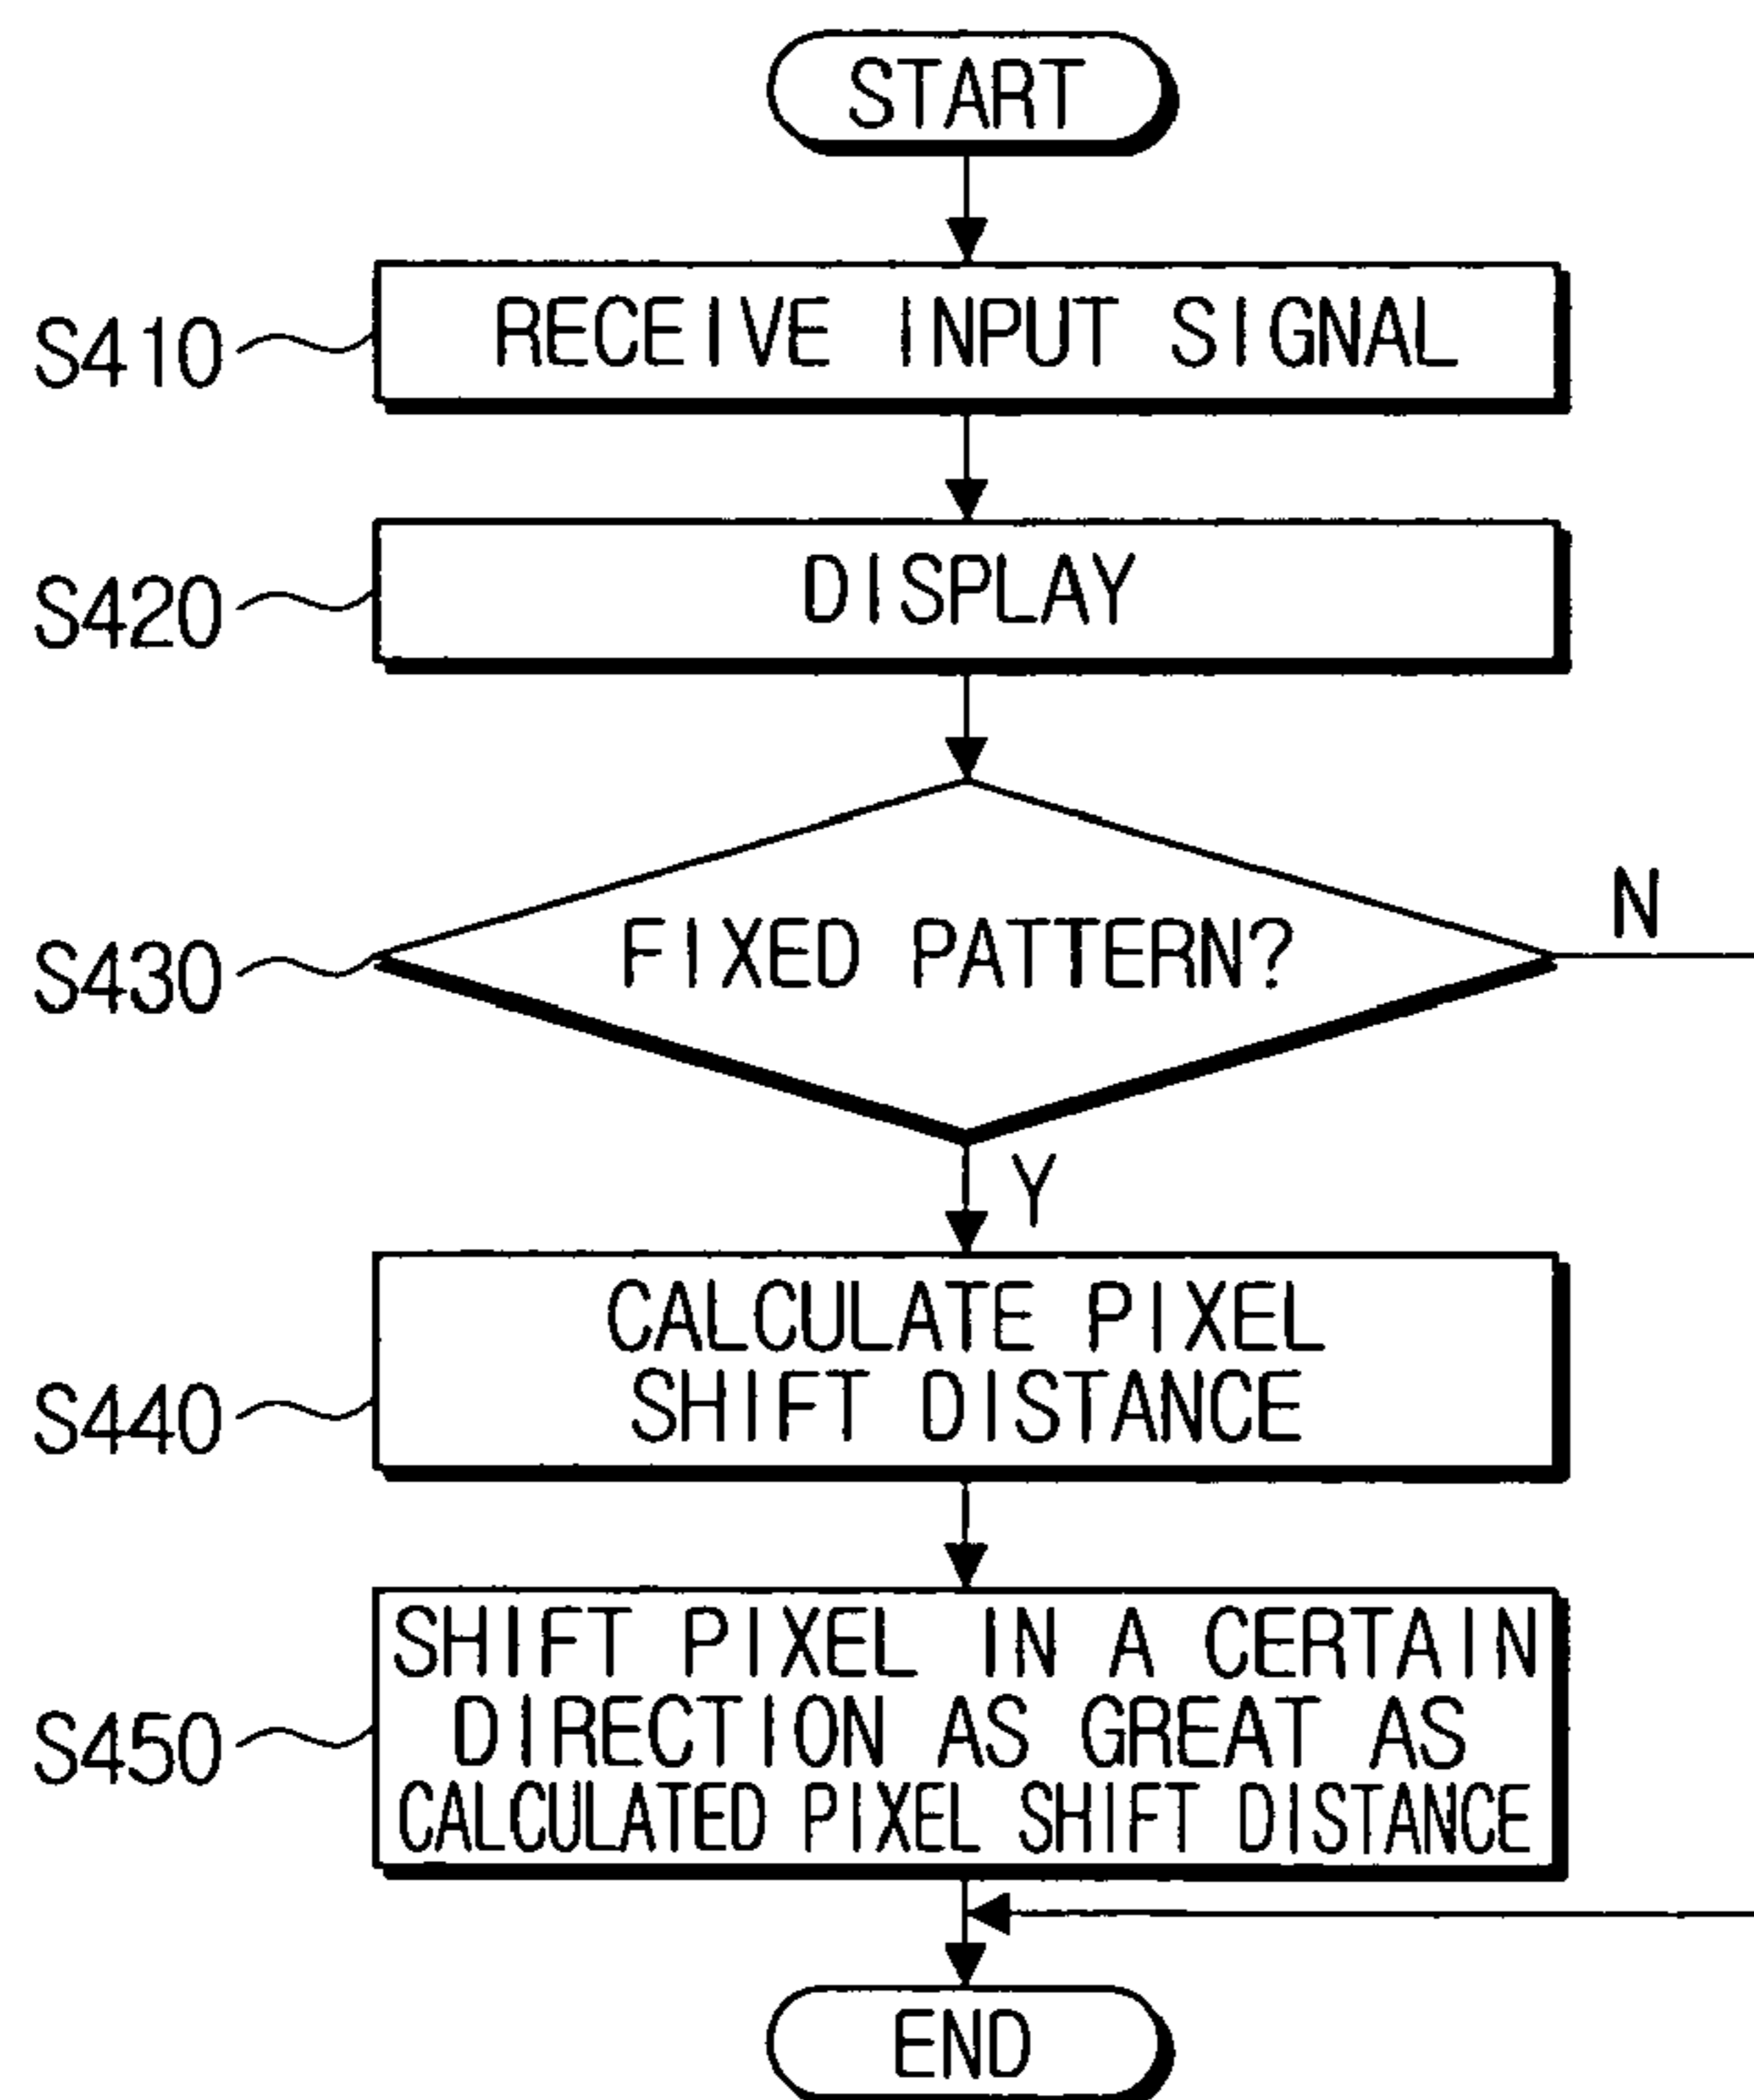 START
S410
RECEIVE INPUT SIGNAL
S420
DISPLAY
S430
FIXED PATTERN?
N
Y
S440
CALCULATE PIXEL
SHIFT DISTANCE
S450
SHIFT PIXEL IN A CERTAIN
DIRECTION AS GREAT AS
CALCULATED PIXEL SHIFT DISTANCE
END